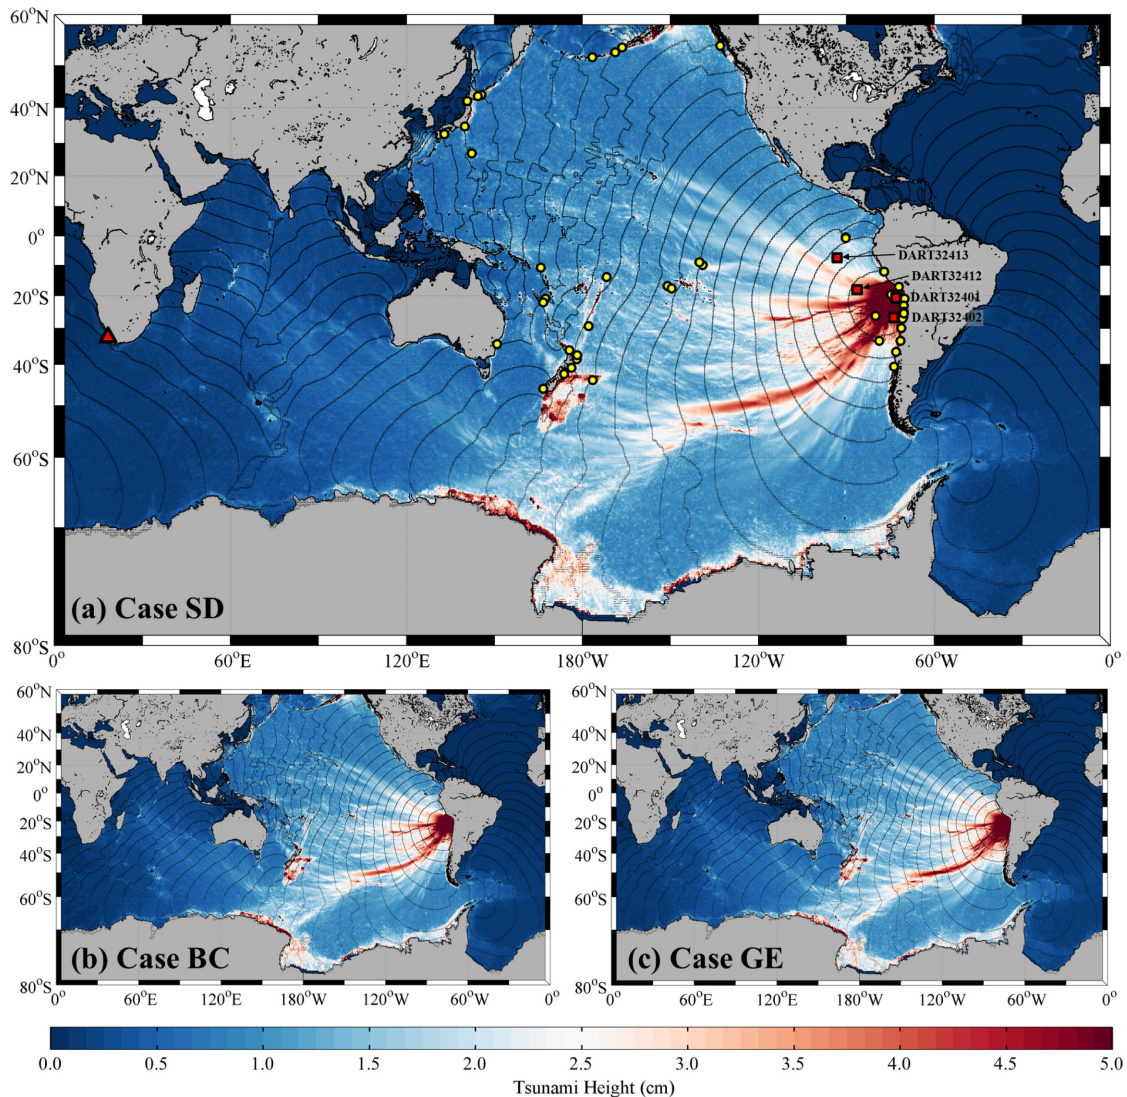 60°N
40°N
20°N
0°
20°S
40°S
60°S
80°S
DART32413
DART32412
DART32401
DART32402
(a) Case SD
0° 60°E 120°E 180°W 120°W 60°W 0°
60°N
40°N
20°N
0°
20°S
40°S
60°S
80°S
(b) Case BC
0° 60°E 120°E 180°W 120°W 60°W 0°
60°N
40°N
20°N
0°
20°S
40°S
60°S
80°S
(c) Case GE
0° 60°E 120°E 180°W 120°W 60°W 0°
0.0 0.5 1.0 1.5 2.0 2.5 3.0 3.5 4.0 4.5 5.0
Tsunami Height (cm)